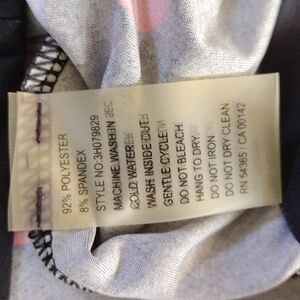 92% POLYESTER
8% SPANDEX
STYLE NO. 3H079829
MACHINE WASH IN
COLD WATER
WASH INSIDE OUT
GENTLE CYCLE
DO NOT BLEACH
HANG TO DRY
DO NOT IRON
DO NOT DRY CLEAN
RN 54365 / CA 00142